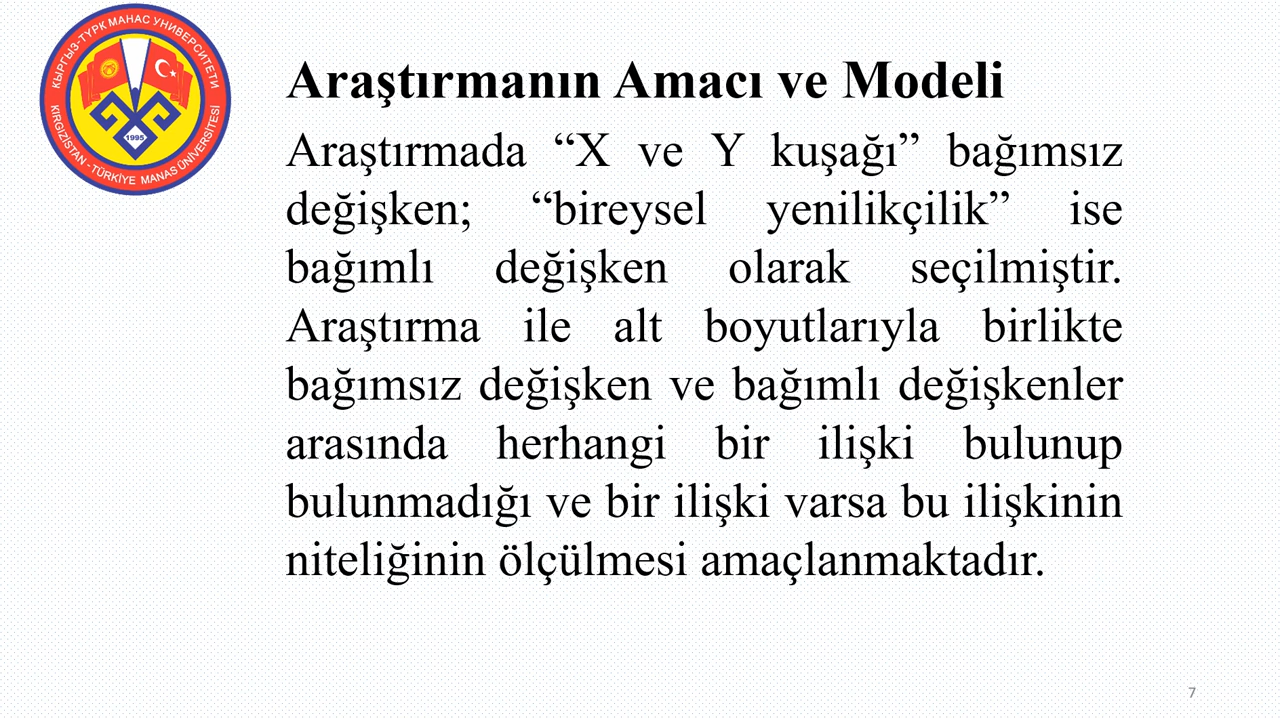 КЫРГЫЗ-ТҮРК МАНАС УНИВЕРСИТЕТИ
1995
KIRGIZİSTAN - TÜRKİYE MANAS ÜNİVERSİTESİ
Araştırmanın Amacı ve Modeli
Araştırmada “X ve Y kuşağı” bağımsız
değişken; “bireysel yenilikçilik” ise
bağımlı değişken olarak seçilmiştir.
Araştırma ile alt boyutlarıyla birlikte
bağımsız değişken ve bağımlı değişkenler
arasında herhangi bir ilişki bulunup
bulunmadığı ve bir ilişki varsa bu ilişkinin
niteliğinin ölçülmesi amaçlanmaktadır.
7